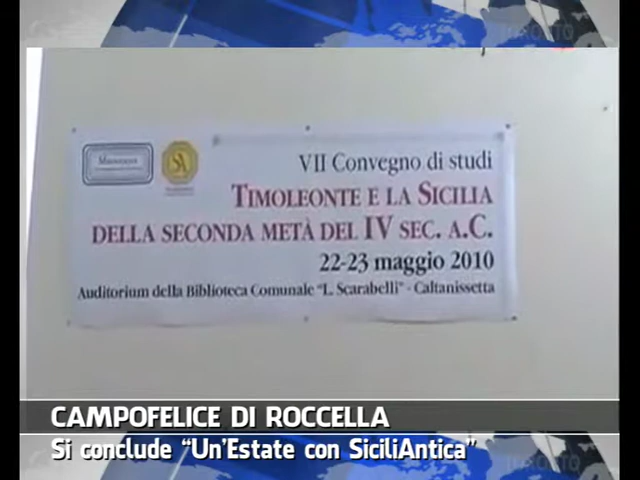 VII Convegno di studi
TIMOLEONTE E LA SICILIA
DELLA SECONDA METÀ DEL IV SEC. A.C.
22-23 maggio 2010
Auditorium della Biblioteca Comunale "L. Scarabelli" - Caltanissetta
SA
CAMPOFELICE DI ROCCELLA
Si conclude “Un’Estate con SiciliAntica”